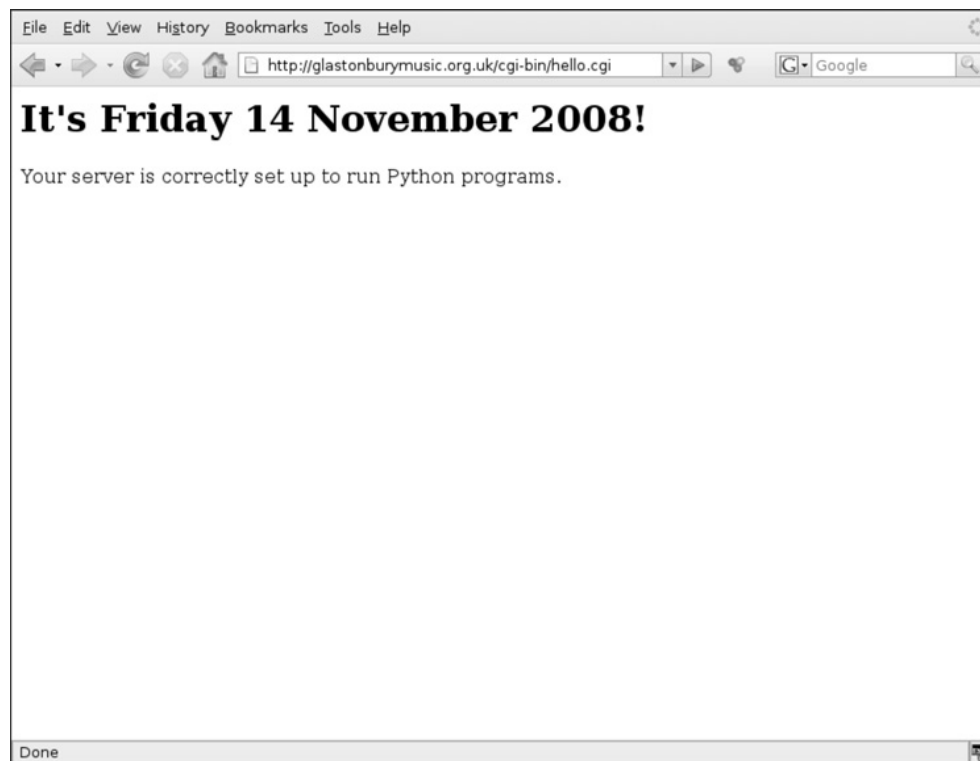 File Edit View History Bookmarks Tools Help
http://glastonburymusic.org.uk/cgi-bin/hello.cgi G Google
It's Friday 14 November 2008!
Your server is correctly set up to run Python programs.
Done